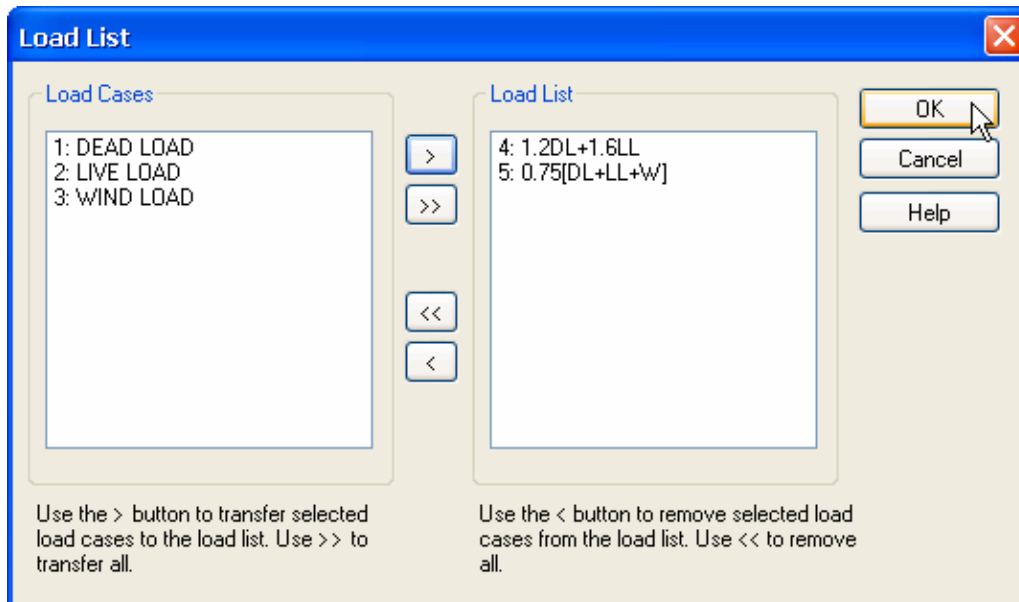 Load List
Load Cases
1: DEAD LOAD
2: LIVE LOAD
3: WIND LOAD
>
>>
<<
<
Load List
4: 1.2DL+1.6LL
5: 0.75[DL+LL+W]
OK
Cancel
Help
Use the > button to transfer selected
load cases to the load list. Use >> to
transfer all.
Use the < button to remove selected load
cases from the load list. Use << to remove
all.